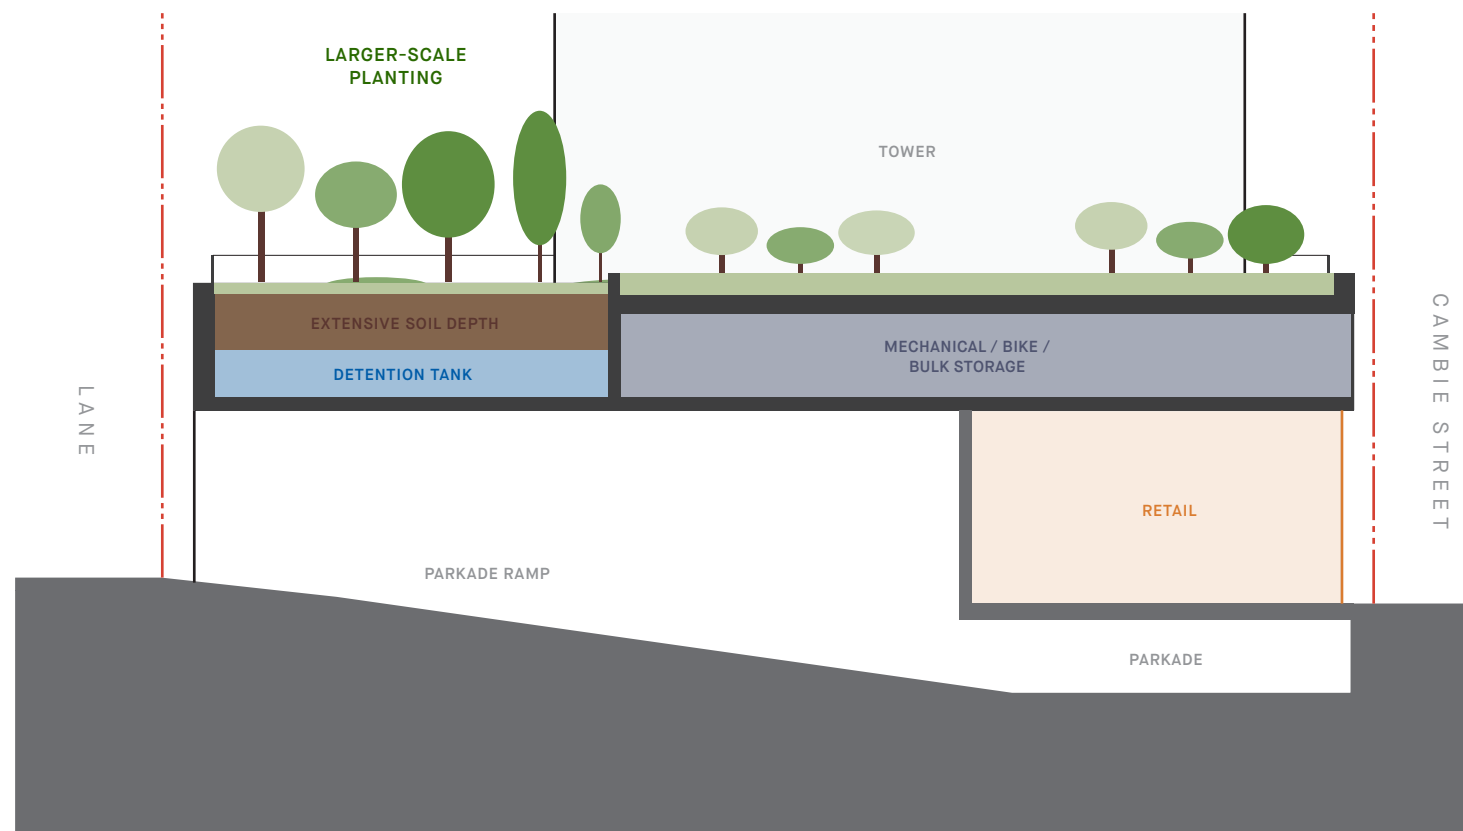 LARGER-SCALE
PLANTING
TOWER
EXTENSIVE SOIL DEPTH
DETENTION TANK
MECHANICAL / BIKE /
BULK STORAGE
LANE
CAMBIE STREET
RETAIL
PARKADE RAMP
PARKADE